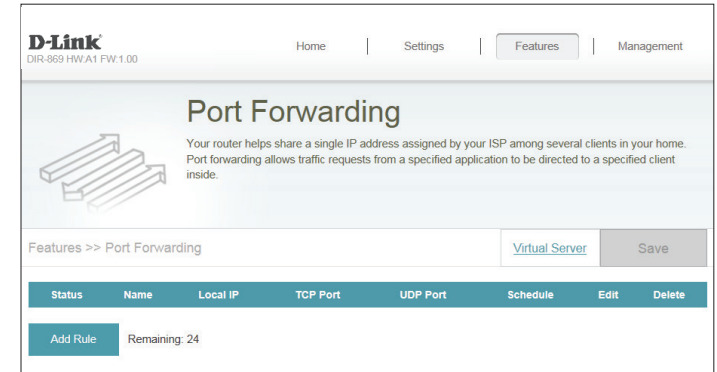 D-Link
DIR-869 HW:A1 FW:1.00
Home | Settings | Features | Management
Port Forwarding
Your router helps share a single IP address assigned by your ISP among several clients in your home.
Port forwarding allows traffic requests from a specified application to be directed to a specified client
inside.
Features >> Port Forwarding
Virtual Server
Save
Status Name Local IP TCP Port UDP Port Schedule Edit Delete
Add Rule Remaining: 24